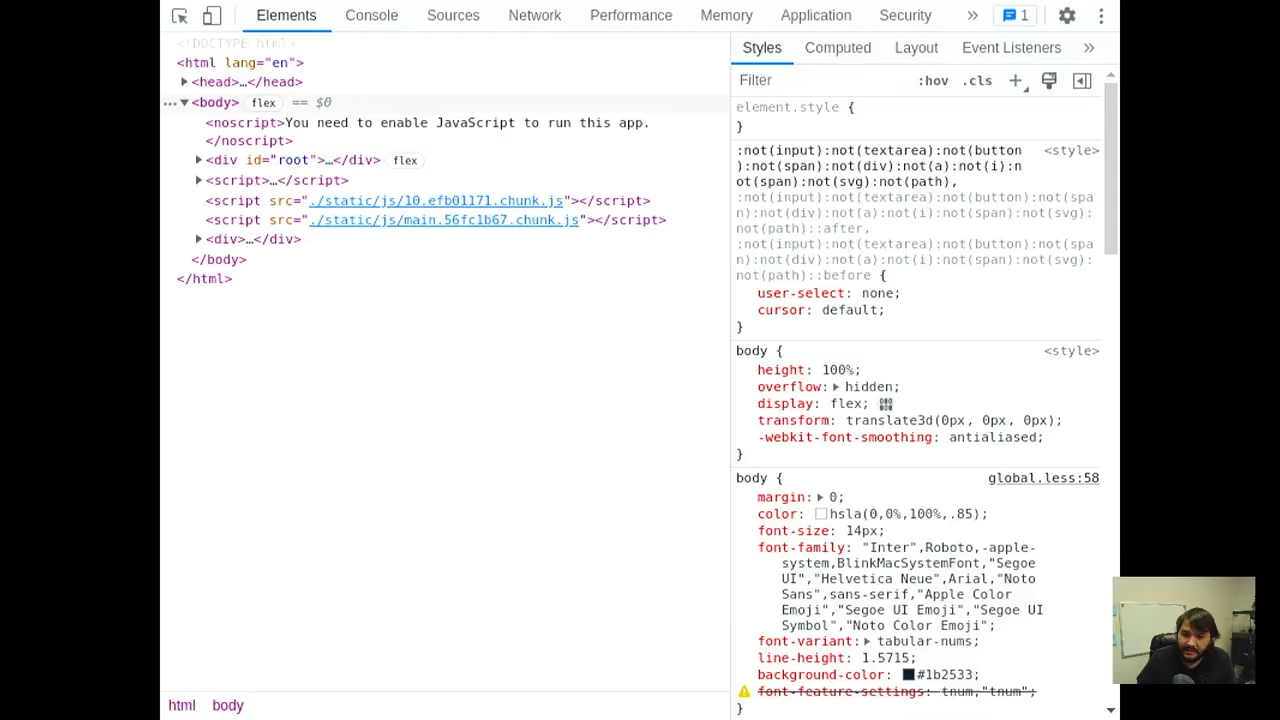 Elements Console Sources Network Performance Memory Application Security » 1
<!DOCTYPE html>
<html lang="en">
<head>…</head>
… <body> flex == $0
<noscript>You need to enable JavaScript to run this app.
</noscript>
<div id="root">…</div> flex
<script>…</script>
<script src="./static/js/10.efb01171.chunk.js"></script>
<script src="./static/js/main.56fc1b67.chunk.js"></script>
<div>…</div>
</body>
</html>
html body
Styles Computed Layout Event Listeners »
Filter :hov .cls +
element.style {
}
:not(input):not(textarea):not(button <style>
):not(span):not(div):not(a):not(i):n
ot(span):not(svg):not(path),
:not(input):not(textarea):not(button):not(spa
n):not(div):not(a):not(i):not(span):not(svg):
not(path)::after,
:not(input):not(textarea):not(button):not(spa
n):not(div):not(a):not(i):not(span):not(svg):
not(path)::before {
user-select: none;
cursor: default;
}
body { <style>
height: 100%;
overflow: hidden;
display: flex;
transform: translate3d(0px, 0px, 0px);
-webkit-font-smoothing: antialiased;
}
body { global.less:58
margin: 0;
color: hsla(0,0%,100%,.85);
font-size: 14px;
font-family: "Inter",Roboto,-apple-
system,BlinkMacSystemFont,"Segoe
UI","Helvetica Neue",Arial,"Noto
Sans",sans-serif,"Apple Color
Emoji","Segoe UI Emoji","Segoe UI
Symbol","Noto Color Emoji";
font-variant: tabular-nums;
line-height: 1.5715;
background-color: #1b2533;
font-feature-settings: tnum,"tnum";
}